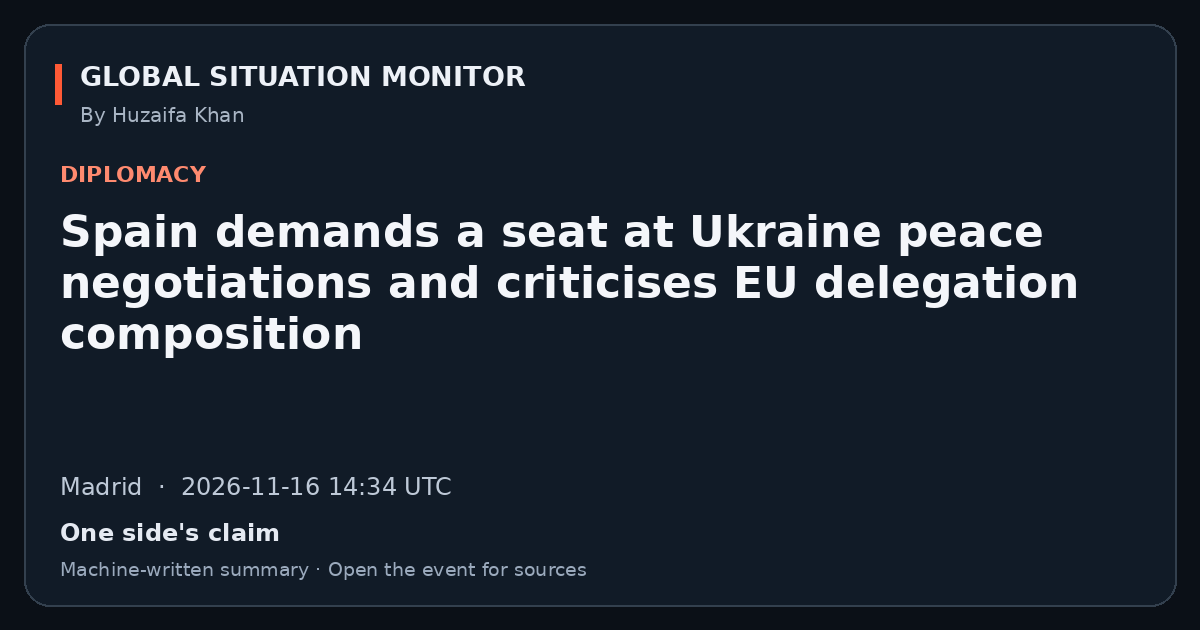 GLOBAL SITUATION MONITOR
By Huzaifa Khan
DIPLOMACY
Spain demands a seat at Ukraine peace
negotiations and criticises EU delegation
composition
Madrid · 2026-11-16 14:34 UTC
One side's claim
Machine-written summary · Open the event for sources